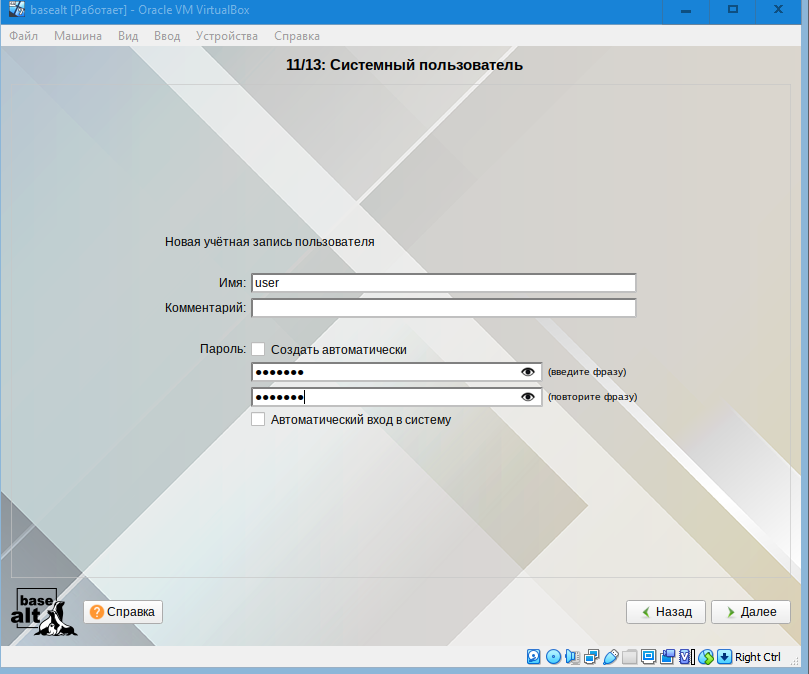 basealt [Работает] - Oracle VM VirtualBox
Файл Машина Вид Ввод Устройства Справка
11/13: Системный пользователь
Новая учётная запись пользователя
Имя: user
Комментарий:
Пароль: Создать автоматически
(введите фразу)
(повторите фразу)
Автоматический вход в систему
base
alt
Справка
Назад
Далее
Right Ctrl